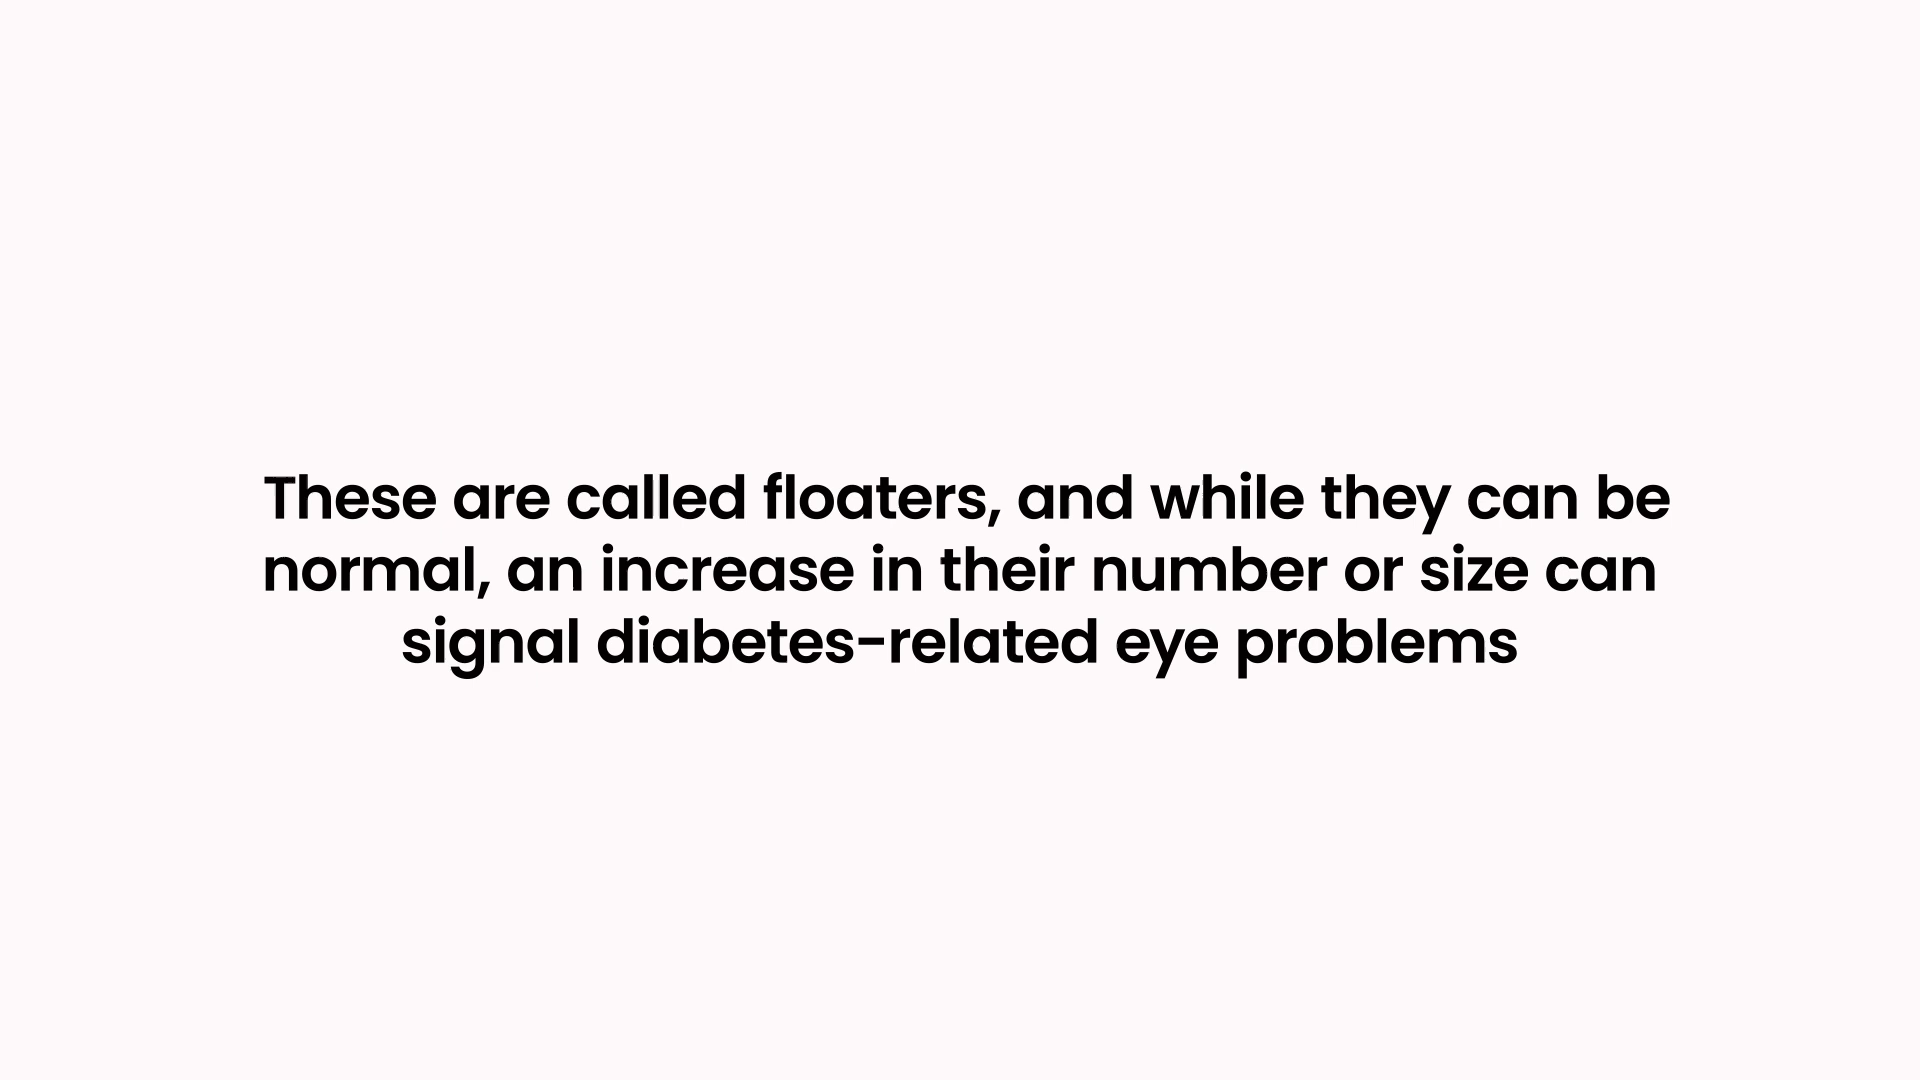 These are called floaters, and while they can be
normal, an increase in their number or size can
signal diabetes-related eye problems